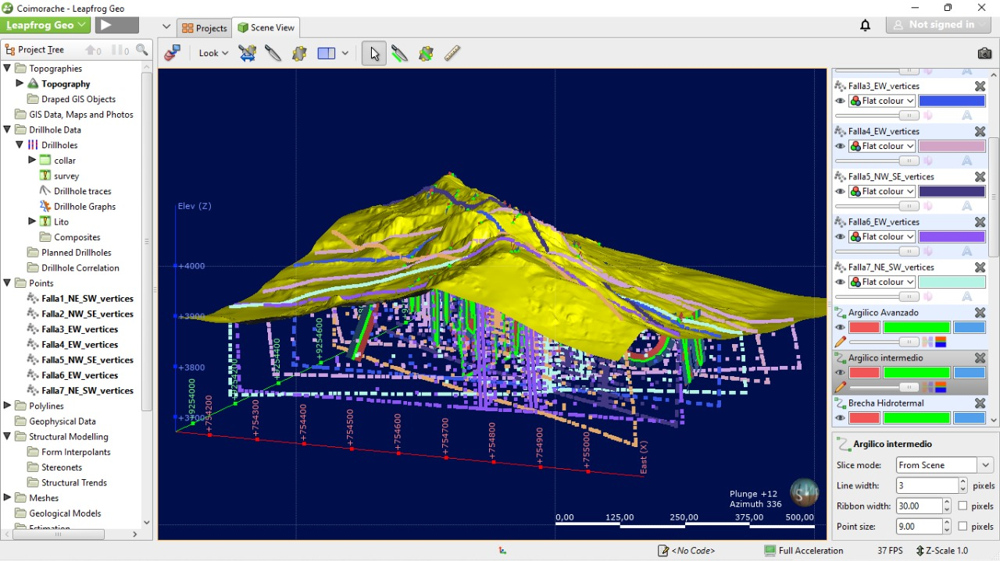 Coimorache - Leapfrog Geo
Leapfrog Geo
Projects
Scene View
Not signed in
Project Tree
0
0
Look
Topographies
Topography
Draped GIS Objects
GIS Data, Maps and Photos
Drillhole Data
Drillholes
collar
survey
Drillhole traces
Drillhole Graphs
Lito
Composites
Planned Drillholes
Drillhole Correlation
Points
Falla1_NE_SW_vertices
Falla2_NW_SE_vertices
Falla3_EW_vertices
Falla4_EW_vertices
Falla5_NW_SE_vertices
Falla6_EW_vertices
Falla7_NE_SW_vertices
Polylines
Geophysical Data
Structural Modelling
Form Interpolants
Stereonets
Structural Trends
Meshes
Geological Models
Estimation
Elev (Z)
+4000
+3900
+3800
+3700
+9254000
+9254400
+9254600
+754200
+754300
+754400
+754500
+754600
+754700
+754800
+754900
+755000
East (X)
Plunge +12
Azimuth 336
0,00 125,00 250,00 375,00 500,00
Falla3_EW_vertices
Flat colour
Falla4_EW_vertices
Flat colour
Falla5_NW_SE_vertices
Flat colour
Falla6_EW_vertices
Flat colour
Falla7_NE_SW_vertices
Flat colour
Argilico Avanzado
Argilico intermedio
Brecha Hidrotermal
Argilico intermedio
Slice mode: From Scene
Line width: 3 pixels
Ribbon width: 30.00 pixels
Point size: 9.00 pixels
<No Code>
Full Acceleration
37 FPS
Z-Scale 1.0